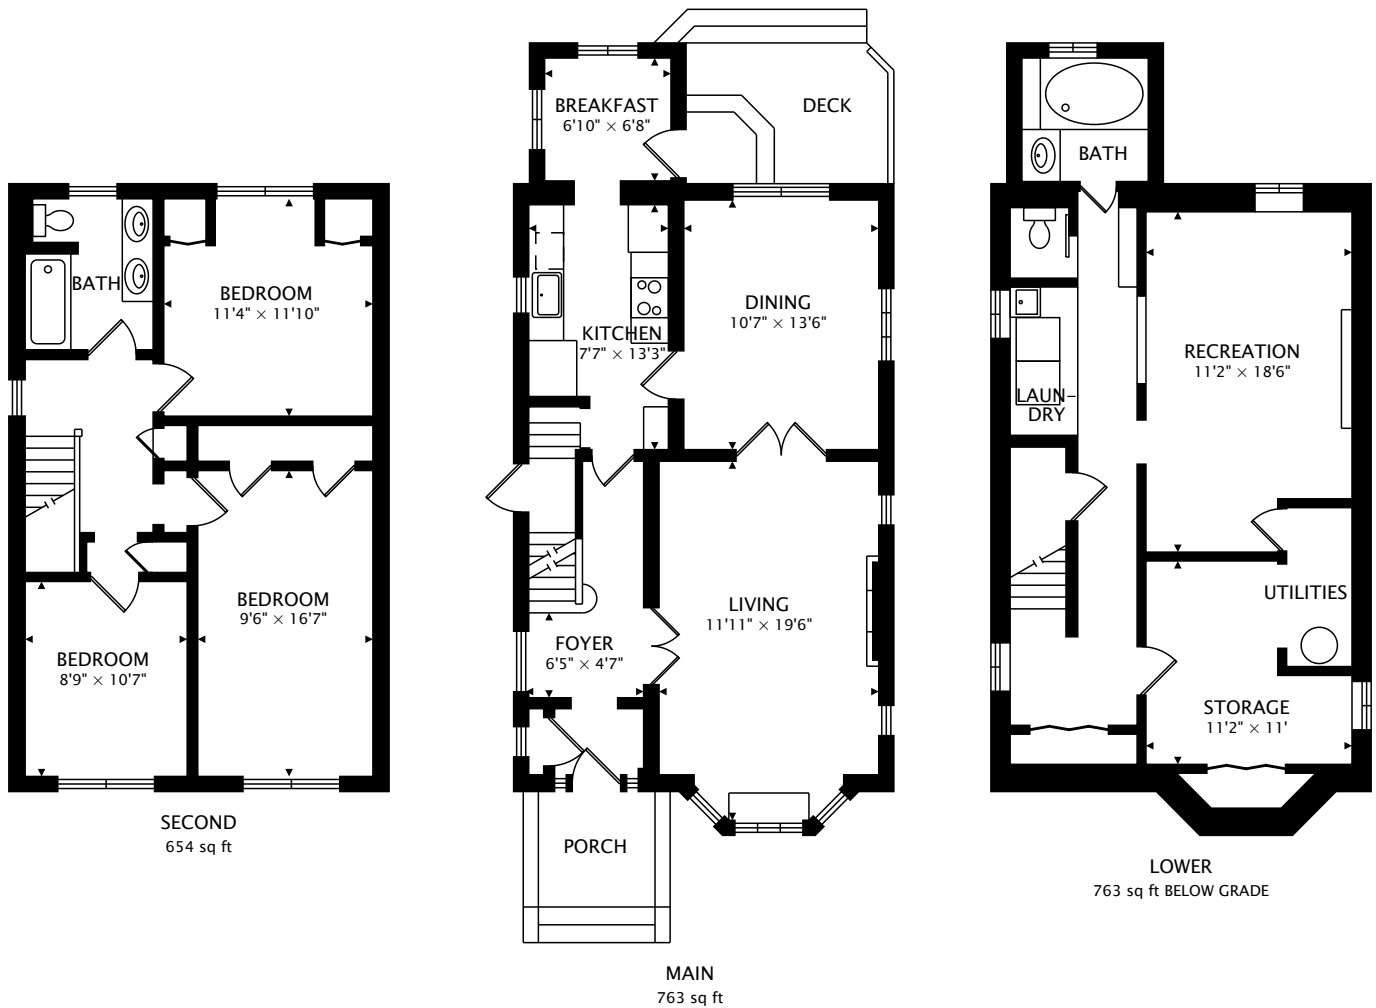 BATH
BEDROOM
11'4" × 11'10"
BEDROOM
9'6" × 16'7"
BEDROOM
8'9" × 10'7"
SECOND
654 sq ft
BREAKFAST
6'10" × 6'8"
DECK
KITCHEN
7'7" × 13'3"
DINING
10'7" × 13'6"
LIVING
11'11" × 19'6"
FOYER
6'5" × 4'7"
PORCH
MAIN
763 sq ft
BATH
RECREATION
11'2" × 18'6"
LAUN-
DRY
UTILITIES
STORAGE
11'2" × 11'
LOWER
763 sq ft BELOW GRADE